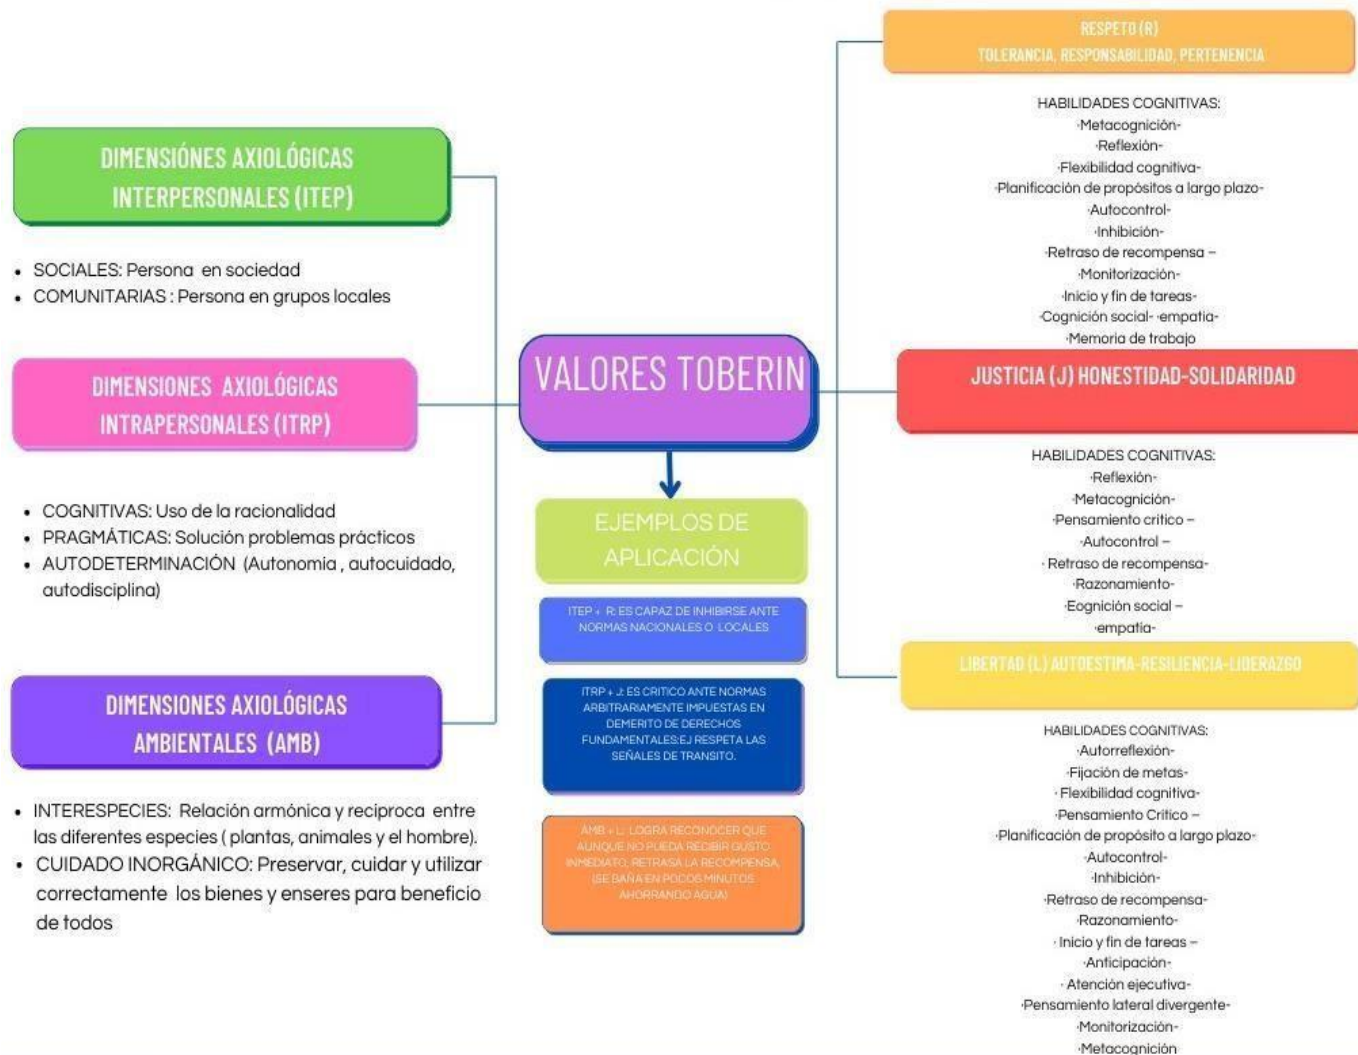 DIMENSIÓNES AXIOLÓGICAS
INTERPERSONALES (ITEP)
• SOCIALES: Persona en sociedad
• COMUNITARIAS : Persona en grupos locales
DIMENSIONES AXIOLÓGICAS
INTRAPERSONALES (ITRP)
• COGNITIVAS: Uso de la racionalidad
• PRAGMÁTICAS: Solución problemas prácticos
• AUTODETERMINACIÓN (Autonomia , autocuidado,
autodisciplina)
DIMENSIONES AXIOLÓGICAS
AMBIENTALES (AMB)
• INTERESPECIES: Relación armónica y reciproca entre
las diferentes especies ( plantas, animales y el hombre).
• CUIDADO INORGÁNICO: Preservar, cuidar y utilizar
correctamente los bienes y enseres para beneficio
de todos
VALORES TOBERIN
EJEMPLOS DE
APLICACIÓN
ITEP + R: ES CAPAZ DE INHIBIRSE ANTE
NORMAS NACIONALES O LOCALES
ITRP + J: ES CRITICO ANTE NORMAS
ARBITRARIAMENTE IMPUESTAS EN
DEMERITO DE DERECHOS
FUNDAMENTALES:EJ RESPETA LAS
SEÑALES DE TRANSITO.
AMB + L: LOGRA RECONOCER QUE
AUNQUE NO PUEDA RECIBIR GUSTO
INMEDIATO, RETRASA LA RECOMPENSA,
(SE BAÑA EN POCOS MINUTOS
AHORRANDO AGUA)
RESPETO (R)
TOLERANCIA, RESPONSABILIDAD, PERTENENCIA
HABILIDADES COGNITIVAS:
·Metacognición-
·Reflexión-
·Flexibilidad cognitiva-
·Planificación de propósitos a largo plazo-
·Autocontrol-
·Inhibición-
·Retraso de recompensa –
·Monitorización-
·Inicio y fin de tareas-
·Cognición social- ·empatia-
·Memoria de trabajo
JUSTICIA (J) HONESTIDAD-SOLIDARIDAD
HABILIDADES COGNITIVAS:
·Reflexión-
·Metacognición-
·Pensamiento critico –
·Autocontrol –
· Retraso de recompensa-
·Razonamiento-
·Eognición social –
·empatia-
LIBERTAD (L) AUTOESTIMA-RESILIENCIA-LIDERAZGO
HABILIDADES COGNITIVAS:
·Autorreflexión-
·Fijación de metas-
· Flexibilidad cognitiva-
·Pensamiento Crítico –
·Planificación de propósito a largo plazo-
·Autocontrol-
·Inhibición-
·Retraso de recompensa-
·Razonamiento-
· Inicio y fin de tareas –
·Anticipación-
· Atención ejecutiva-
·Pensamiento lateral divergente-
·Monitorización-
·Metacognición